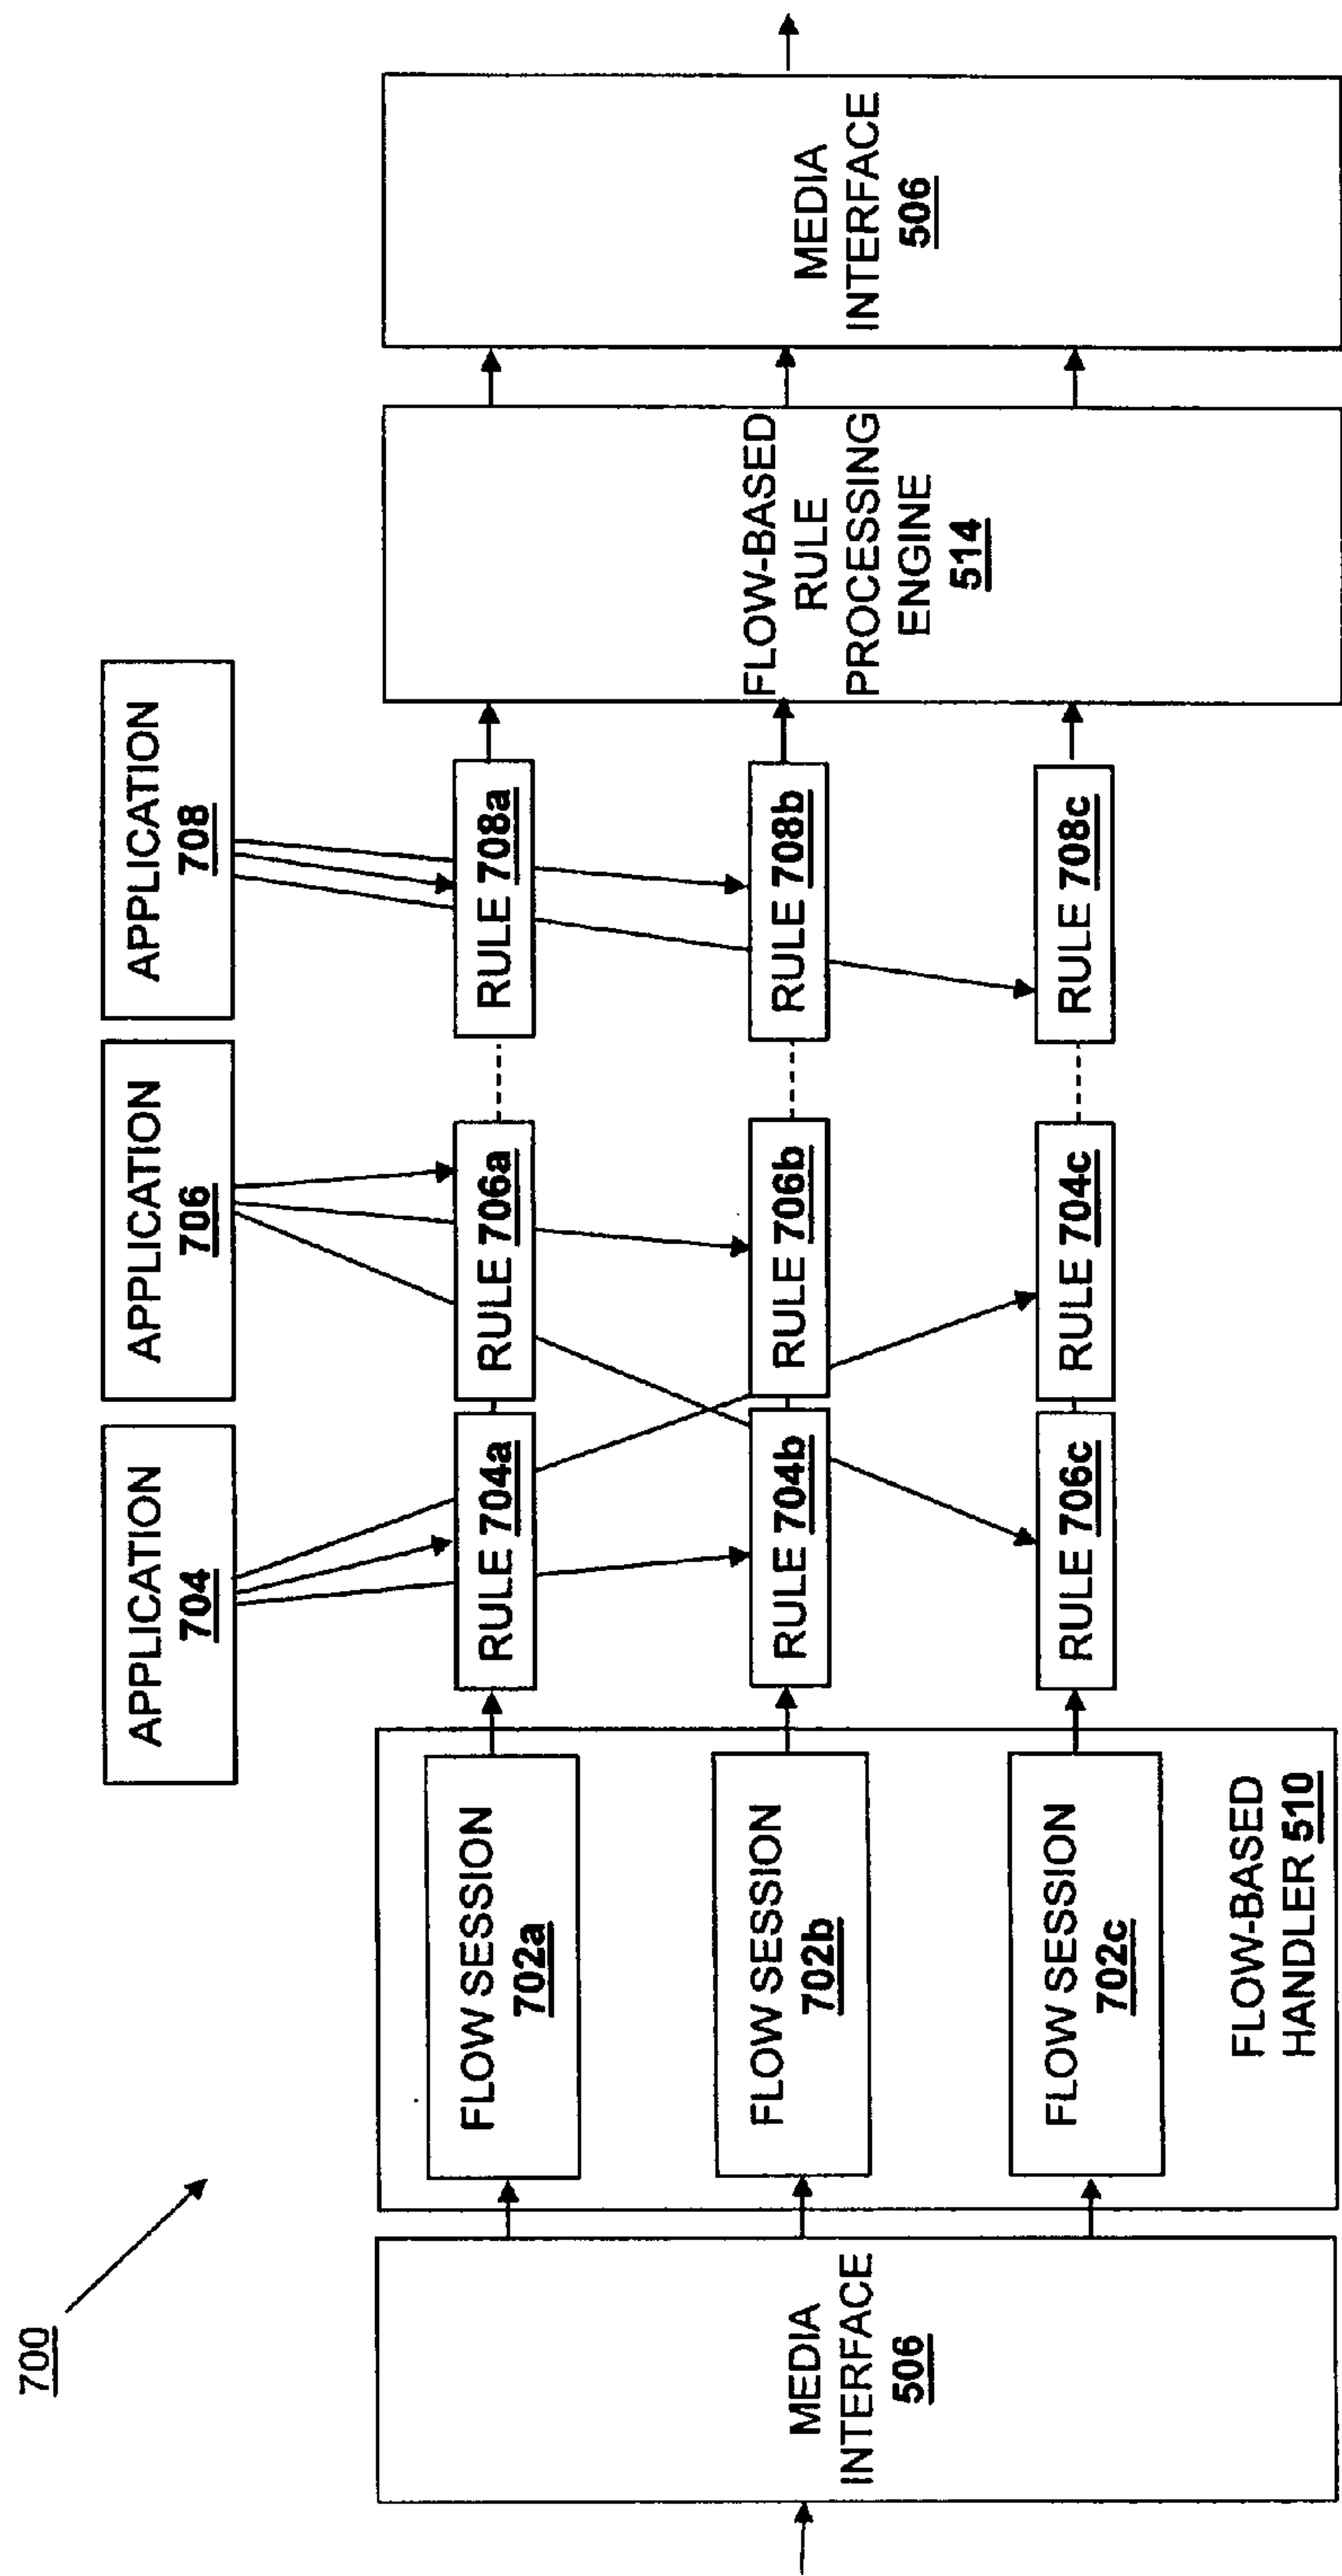 700
APPLICATION
704
APPLICATION
706
APPLICATION
708
MEDIA
INTERFACE
506
FLOW SESSION
702a
FLOW SESSION
702b
FLOW SESSION
702c
FLOW-BASED
HANDLER 510
RULE 704a
RULE 706a
RULE 708a
RULE 704b
RULE 706b
RULE 708b
RULE 706c
RULE 704c
RULE 708c
FLOW-BASED
RULE
PROCESSING
ENGINE
514
MEDIA
INTERFACE
506